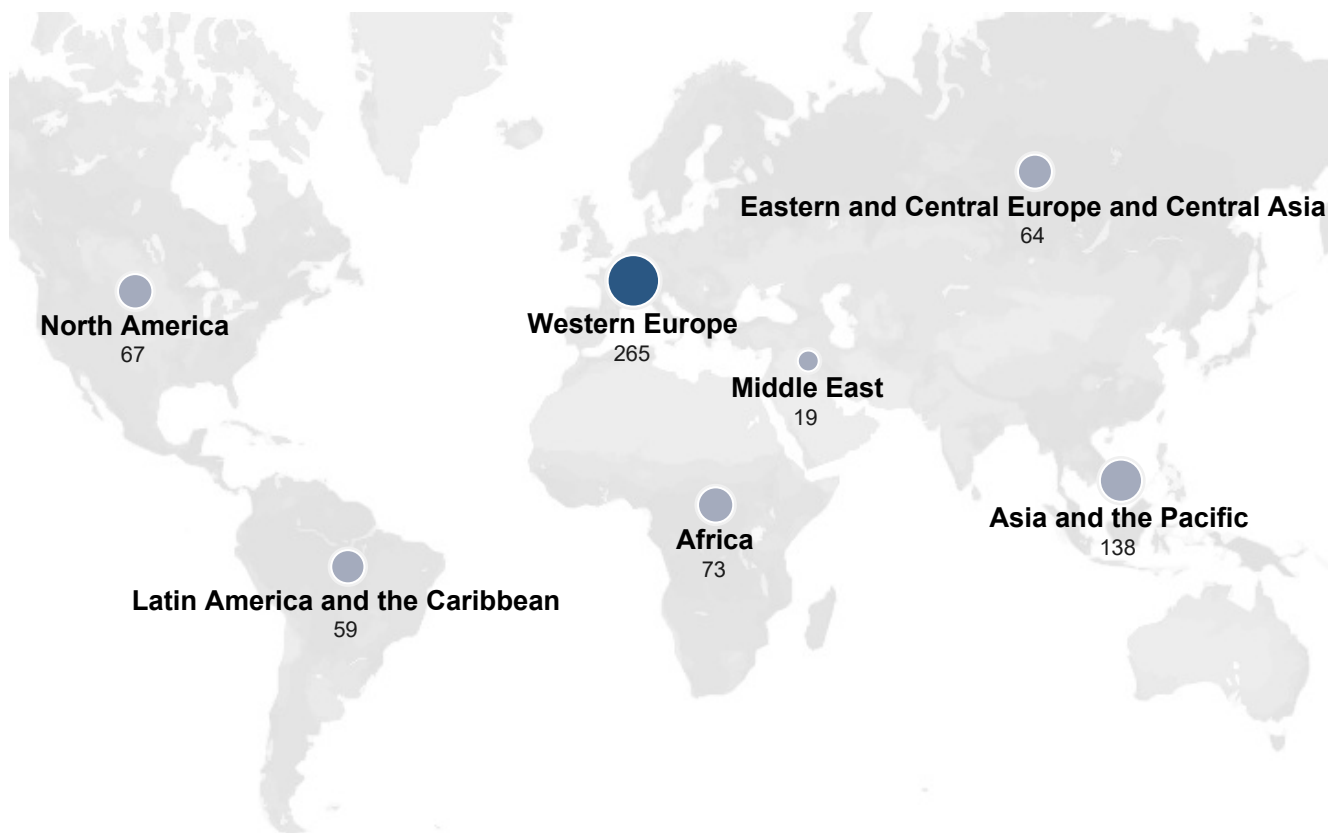 Eastern and Central Europe and Central Asia
64
North America
67
Western Europe
265
Middle East
19
Asia and the Pacific
138
Africa
73
Latin America and the Caribbean
59